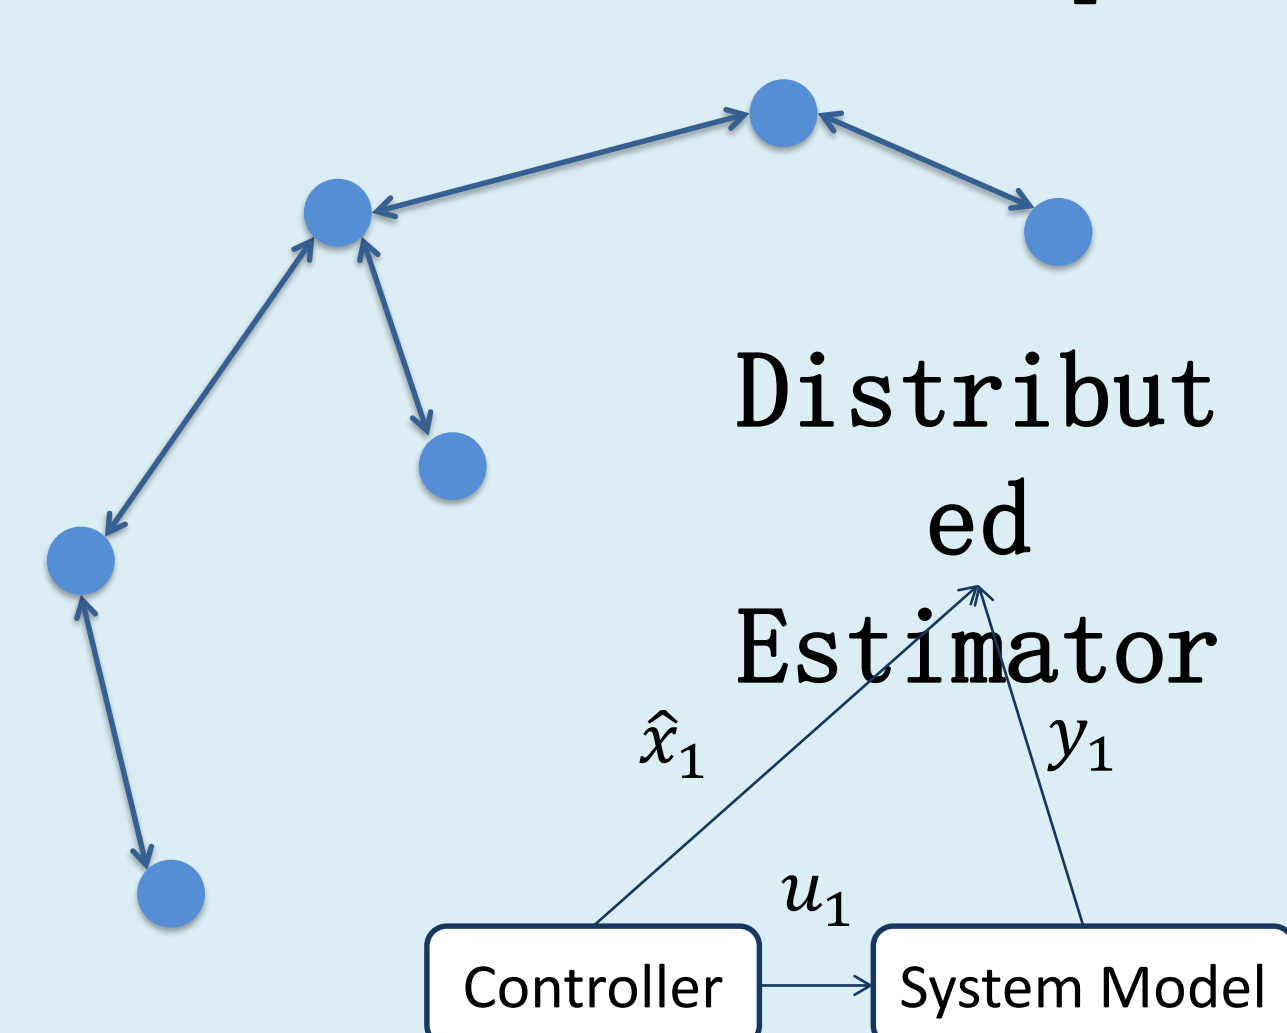 Distribut
ed
Estimator
x̂₁
y₁
u₁
Controller
System Model